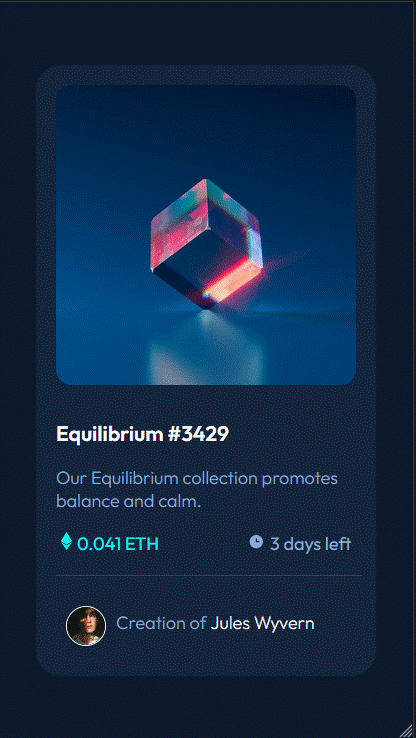 Equilibrium #3429
Our Equilibrium collection promotes
balance and calm.
0.041 ETH
3 days left
Creation of Jules Wyvern